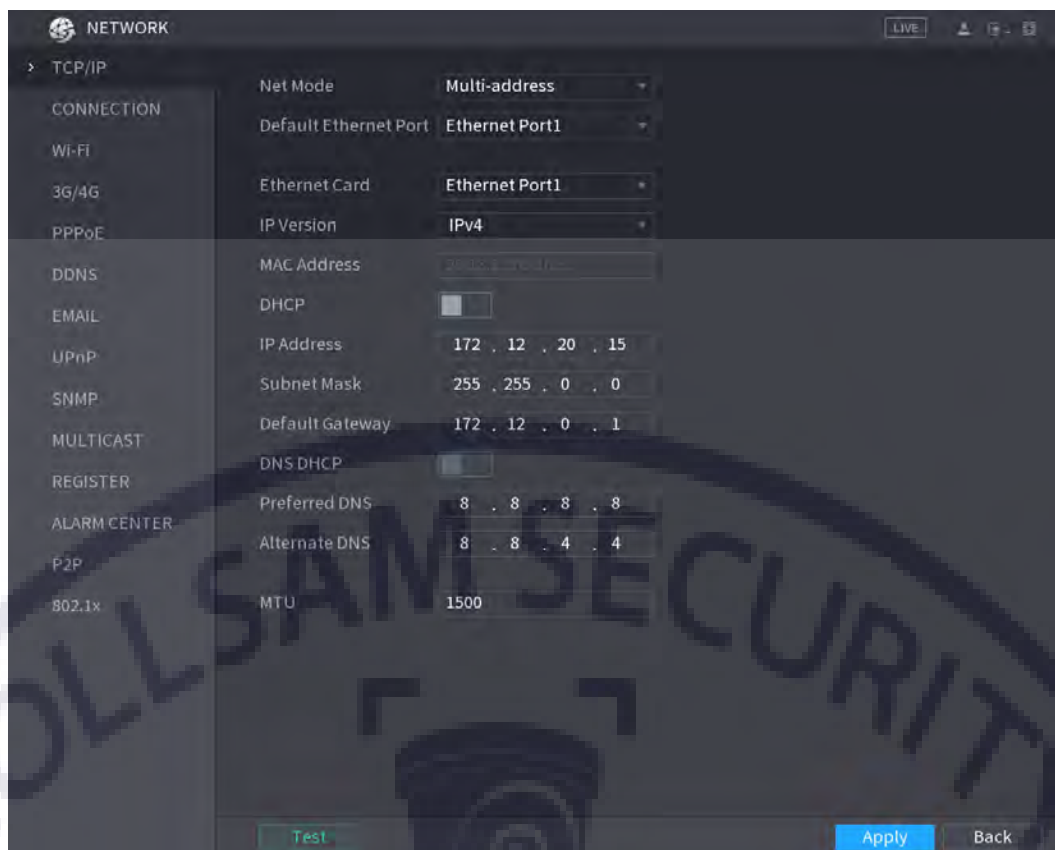 NETWORK
LIVE
TCP/IP
CONNECTION
Wi-Fi
3G/4G
PPPoE
DDNS
EMAIL
UPnP
SNMP
MULTICAST
REGISTER
ALARM CENTER
P2P
802.1x
Net Mode Multi-address
Default Ethernet Port Ethernet Port1
Ethernet Card Ethernet Port1
IP Version IPv4
MAC Address
DHCP
IP Address 172 . 12 . 20 . 15
Subnet Mask 255 . 255 . 0 . 0
Default Gateway 172 . 12 . 0 . 1
DNS DHCP
Preferred DNS 8 . 8 . 8 . 8
Alternate DNS 8 . 8 . 4 . 4
MTU 1500
OLLSAM SECURIT
Test
Apply
Back